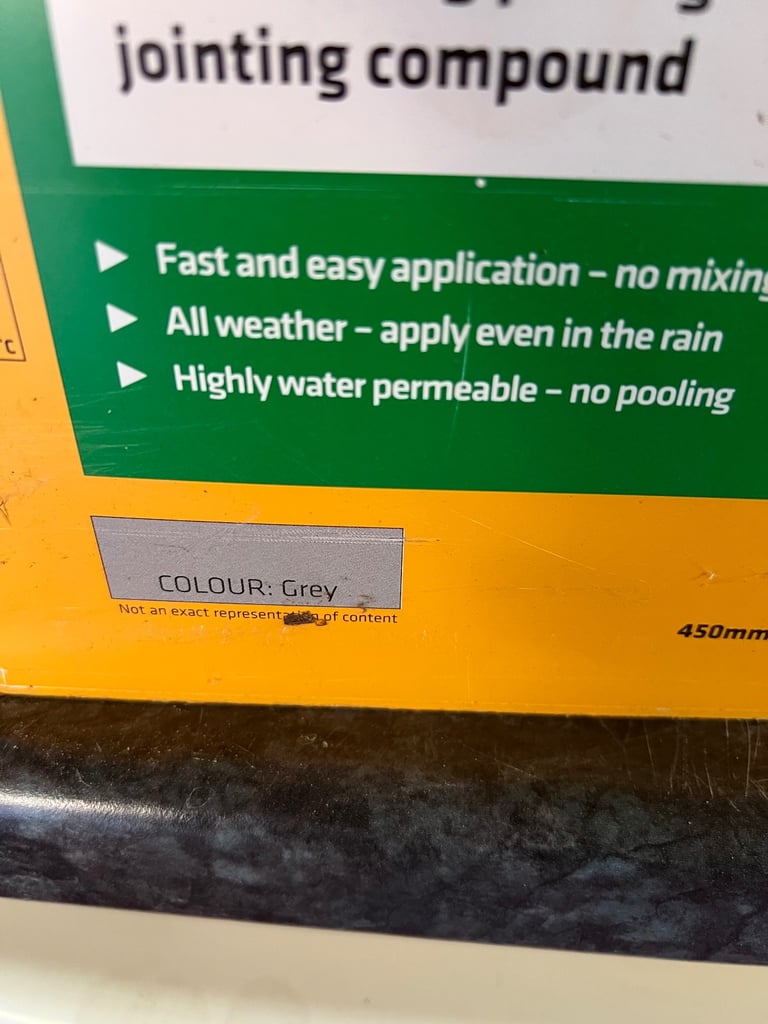 jointing compound
Fast and easy application – no mixing
All weather – apply even in the rain
Highly water permeable – no pooling
COLOUR: Grey
Not an exact representation of content
450mm